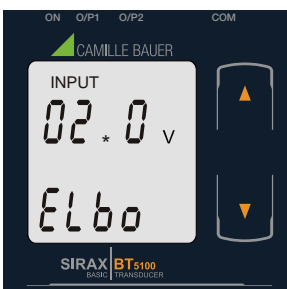 ON O/P1 O/P2 COM
CAMILLE BAUER
INPUT
02.0 V
ELbo
SIRAX BT5100
BASIC TRANSDUCER